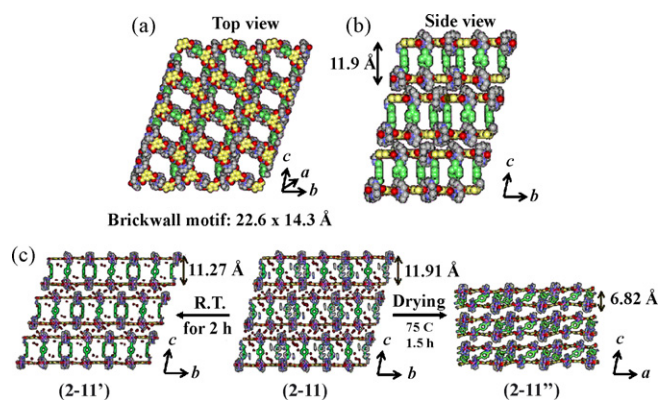 (a) Top view
c
a
b
Brickwall motif: 22.6 x 14.3 Å
(b) Side view
11.9 Å
c
b
(c)
11.27 Å
c
b
(2-11')
R.T.
for 2 h
11.91 Å
c
b
(2-11)
Drying
75 C
1.5 h
6.82 Å
c
a
(2-11'')